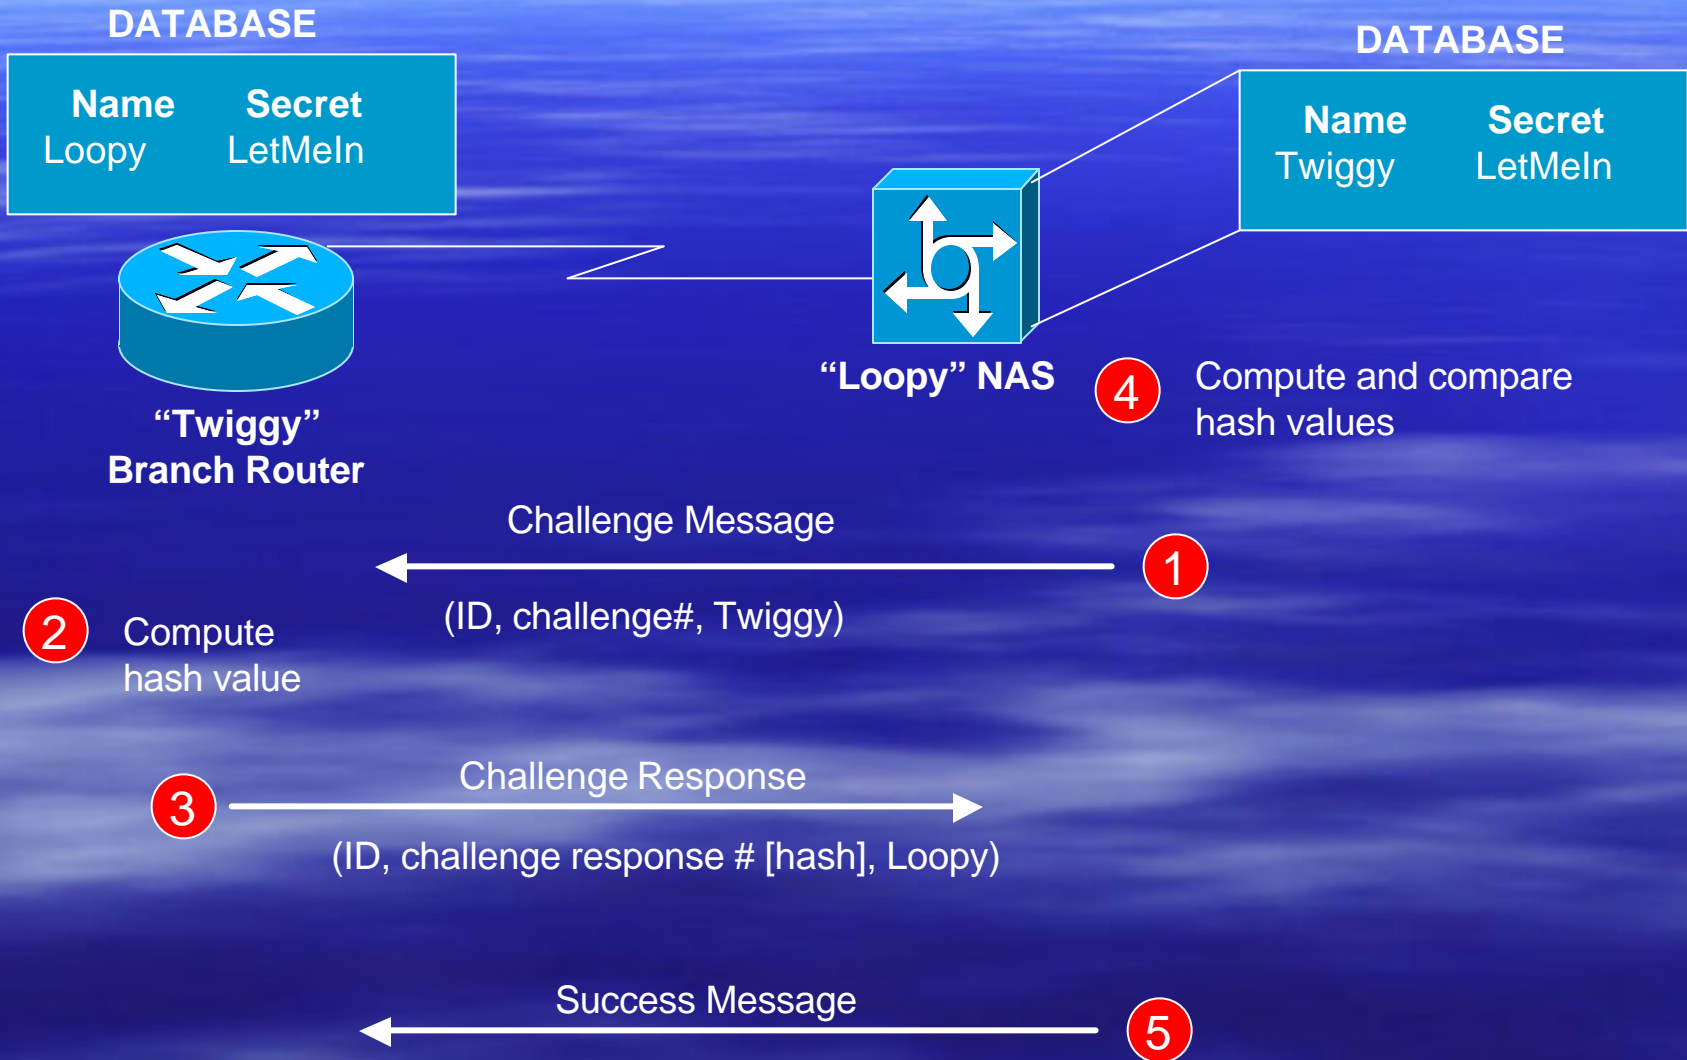 DATABASE
Name Secret
Loopy LetMeIn
DATABASE
Name Secret
Twiggy LetMeIn
“Twiggy”
Branch Router
“Loopy” NAS
4 Compute and compare
hash values
Challenge Message
1
(ID, challenge#, Twiggy)
2 Compute
hash value
Challenge Response
3
(ID, challenge response # [hash], Loopy)
Success Message
5